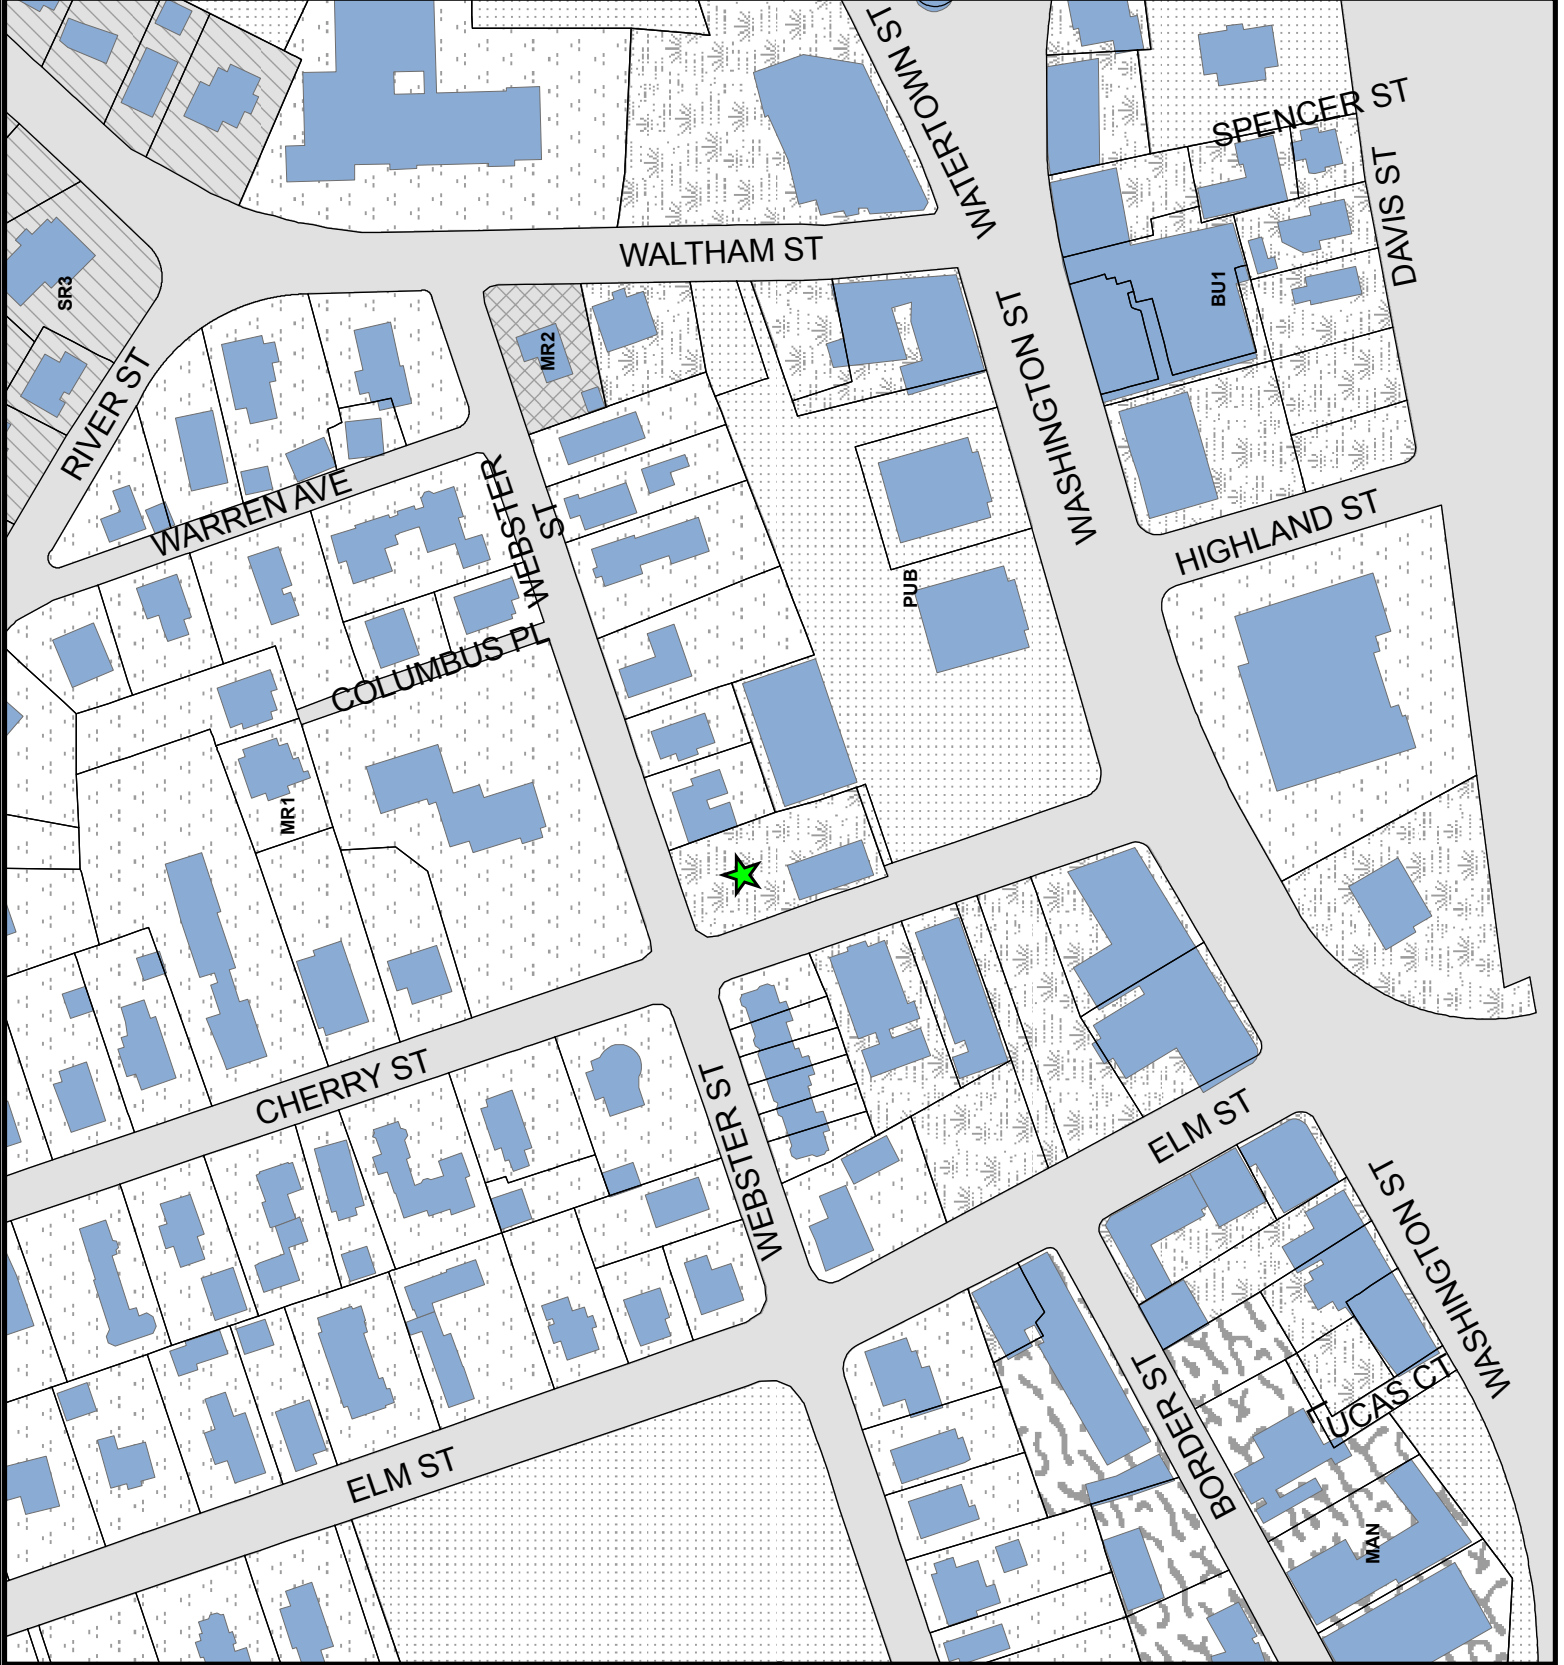 WATERTOWN ST
SPENCER ST
DAVIS ST
WALTHAM ST
SR3
BU1
MR2
WASHINGTON ST
RIVER ST
WARREN AVE
WEBSTER
ST
HIGHLAND ST
PUB
COLUMBUS PL
MR1
CHERRY ST
WEBSTER ST
ELM ST
WASHINGTON ST
LUCAS CT
BORDER ST
ELM ST
MAN